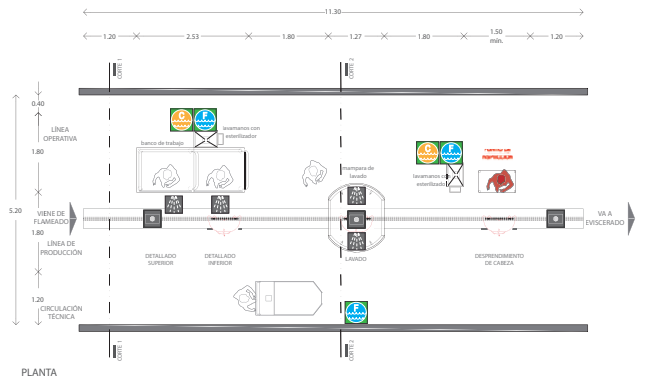 11.30
1.20
2.53
1.80
1.27
1.80
1.50
mín.
1.20
CORTE 1
CORTE 2
0.40
LÍNEA
OPERATIVA
1.80
5.20
C
F
lavamanos con
esterilizador
banco de trabajo
mampara de
lavado
C
F
lavamanos con
esterilizador
VIENE DE
FLAMEADO
VA A
EVISCERADO
1.80
LÍNEA DE
PRODUCCIÓN
DETALLADO
SUPERIOR
DETALLADO
INFERIOR
LAVADO
DESPRENDIMIENTO
DE CABEZA
1.20
CIRCULACIÓN
TÉCNICA
F
CORTE 1
CORTE 2
PLANTA